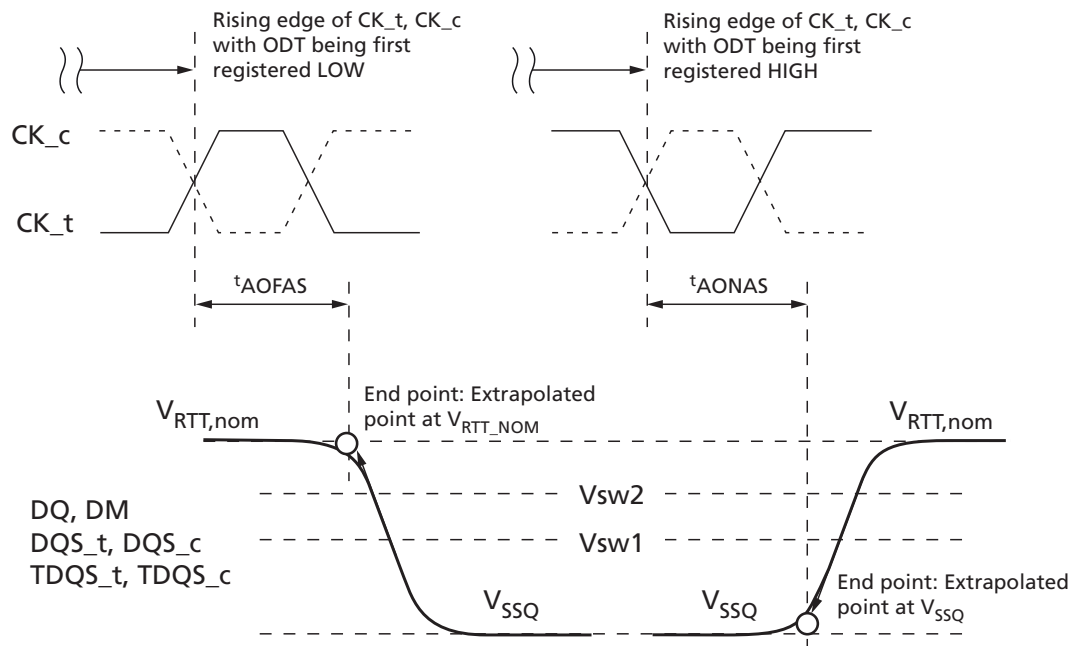 Rising edge of CK_t, CK_c
with ODT being first
registered LOW
Rising edge of CK_t, CK_c
with ODT being first
registered HIGH
CK_c
CK_t
tAOFAS
tAONAS
End point: Extrapolated
point at VRTT_NOM
VRTT,nom
VRTT,nom
Vsw2
DQ, DM
DQS_t, DQS_c
TDQS_t, TDQS_c
Vsw1
VSSQ
VSSQ
End point: Extrapolated
point at VSSQ